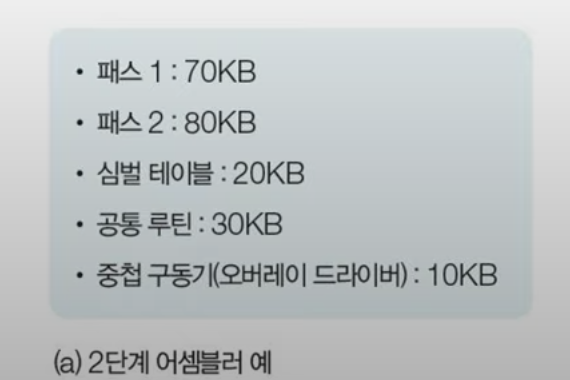 • 패스 1 : 70KB
• 패스 2 : 80KB
• 심벌 테이블 : 20KB
• 공통 루틴 : 30KB
• 중첩 구동기(오버레이 드라이버) : 10KB
(a) 2단계 어셈블러 예